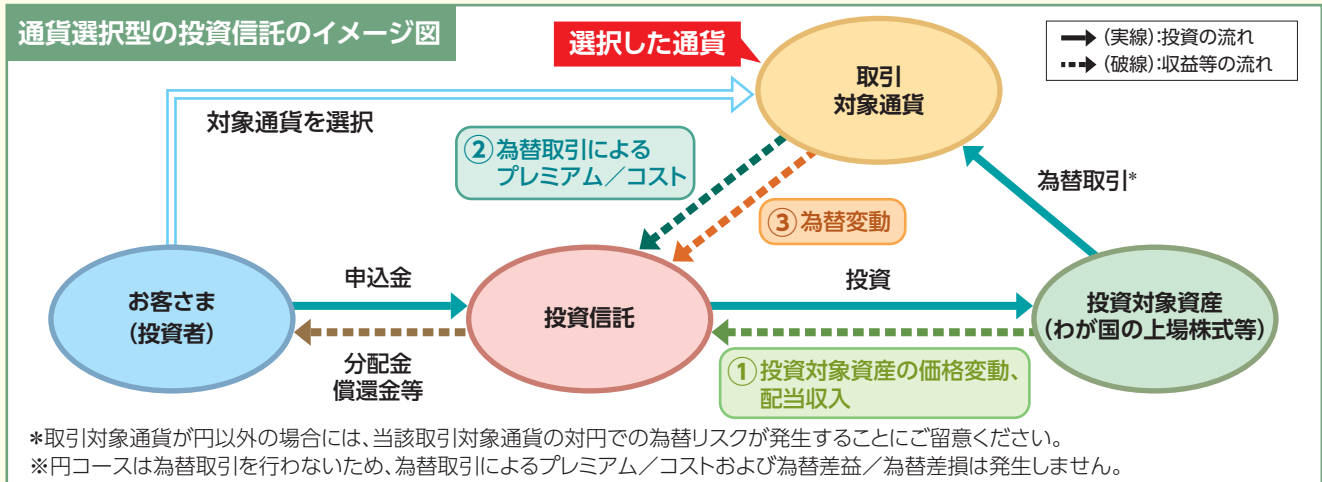 通貨選択型の投資信託のイメージ図
選択した通貨
(実線):投資の流れ
(破線):収益等の流れ
取引
対象通貨
対象通貨を選択
②為替取引による
プレミアム／コスト
為替取引*
③為替変動
お客さま
(投資者)
申込金
分配金
償還金等
投資信託
投資
投資対象資産
(わが国の上場株式等)
①投資対象資産の価格変動、
配当収入
*取引対象通貨が円以外の場合には、当該取引対象通貨の対円での為替リスクが発生することにご留意ください。
※円コースは為替取引を行わないため、為替取引によるプレミアム／コストおよび為替差益／為替差損は発生しません。